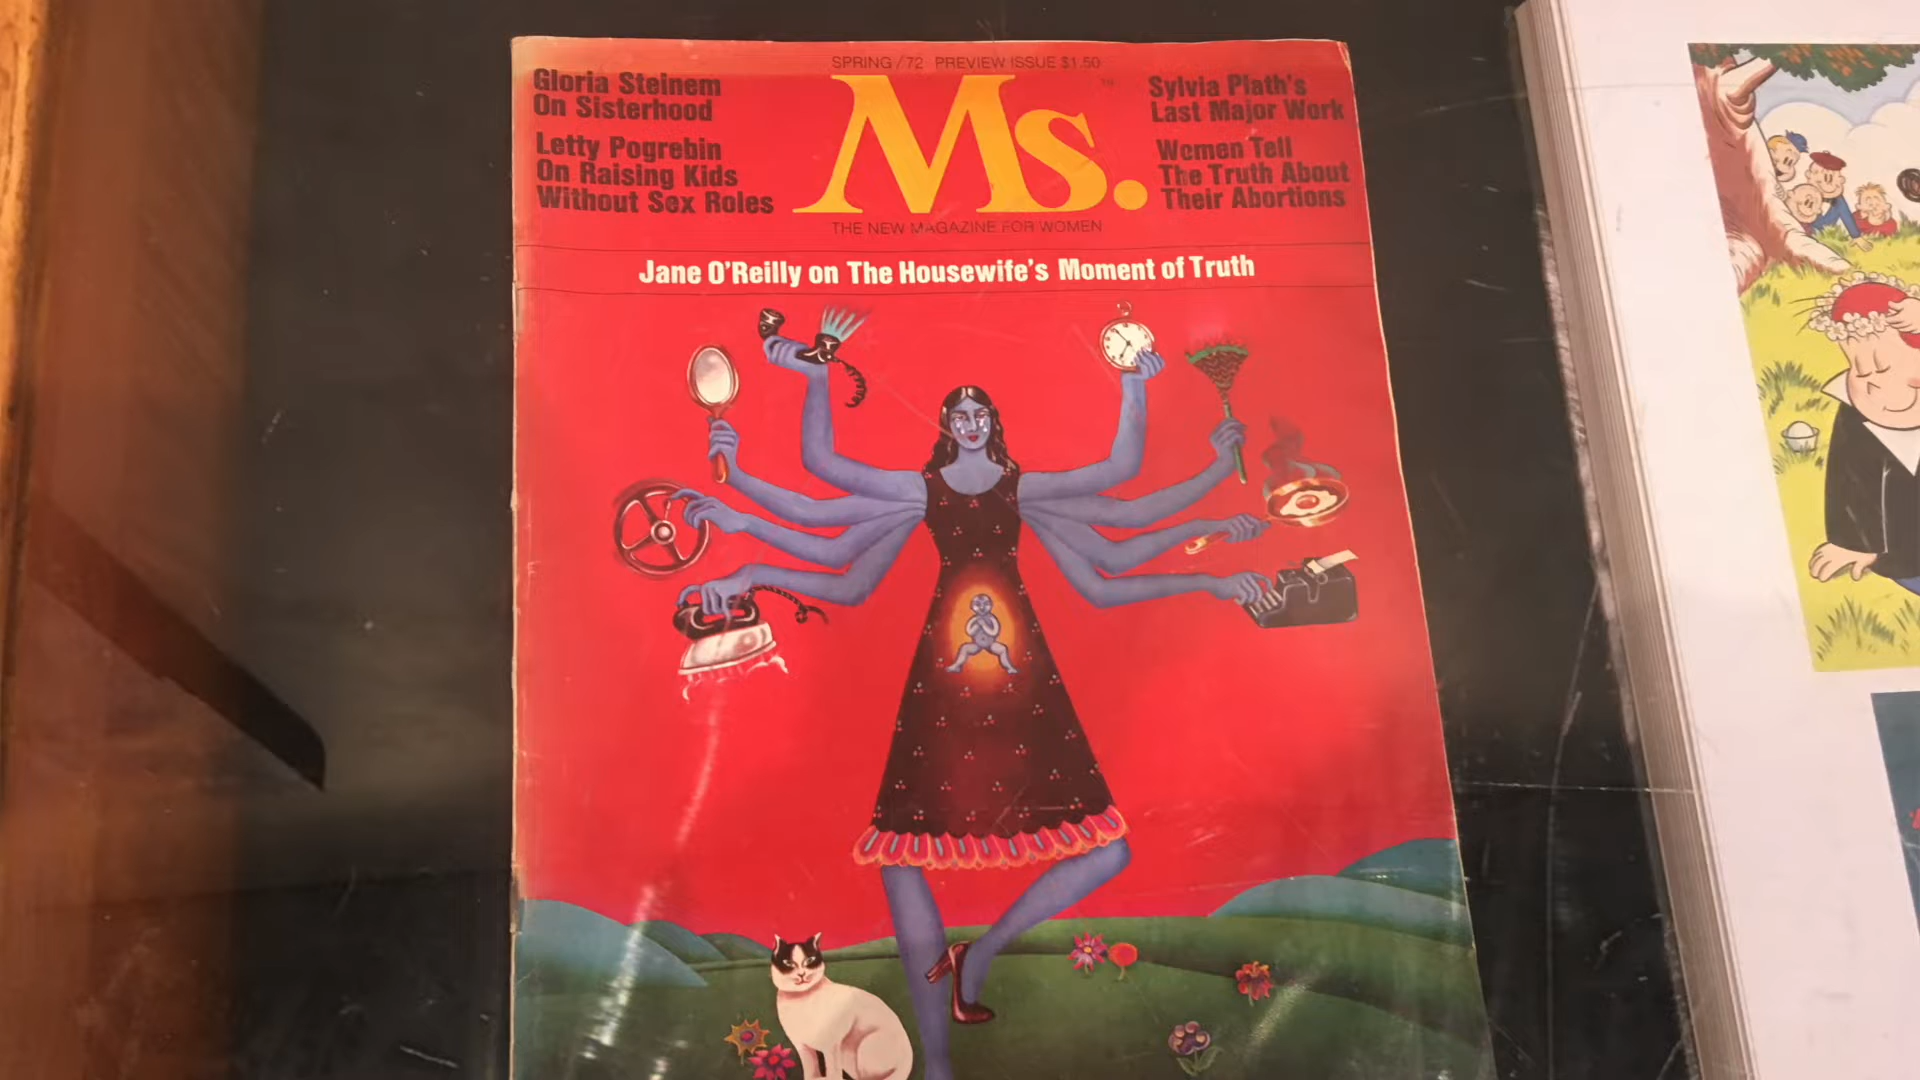 SPRING/72 PREVIEW ISSUE $1.50
Gloria Steinem
On Sisterhood
Letty Pogrebin
On Raising Kids
Without Sex Roles
Ms.
TM
THE NEW MAGAZINE FOR WOMEN
Sylvia Plath's
Last Major Work
Women Tell
The Truth About
Their Abortions
Jane O'Reilly on The Housewife's Moment of Truth